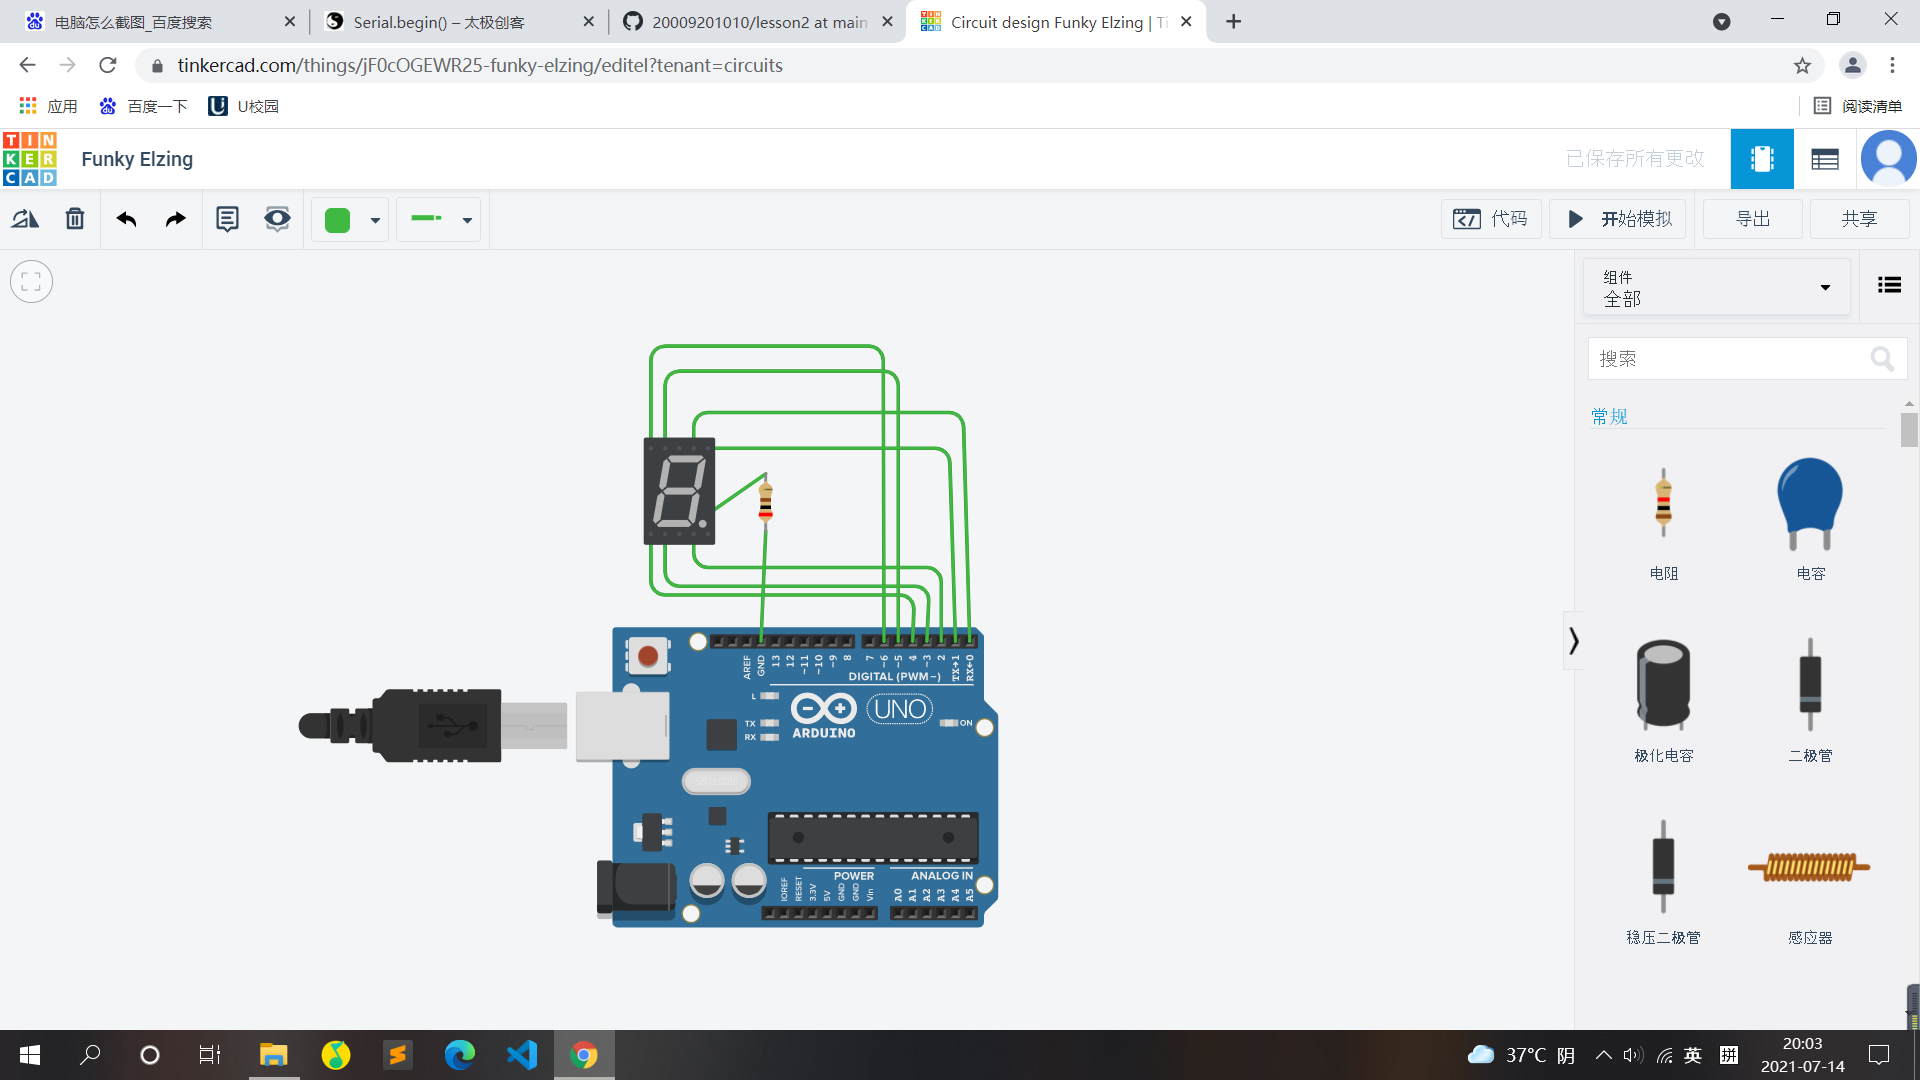 电脑怎么截图_百度搜索
Serial.begin() – 太极创客
20009201010/lesson2 at main
Circuit design Funky Elzing | Ti
tinkercad.com/things/jF0cOGEWR25-funky-elzing/editel?tenant=circuits
应用
百度一下
U校园
阅读清单
TINKERCAD
Funky Elzing
已保存所有更改
代码
开始模拟
导出
共享
组件
全部
搜索
常规
电阻
电容
极化电容
二极管
稳压二极管
感应器
AREF
GND
13
12
~11
~10
~9
8
7
~6
~5
4
~3
2
TX→1
RX←0
DIGITAL (PWM~)
L
TX
RX
ARDUINO
UNO
ON
POWER
ANALOG IN
IOREF
RESET
3.3V
5V
GND
GND
Vin
A0
A1
A2
A3
A4
A5
37°C 阴
英
拼
20:03
2021-07-14